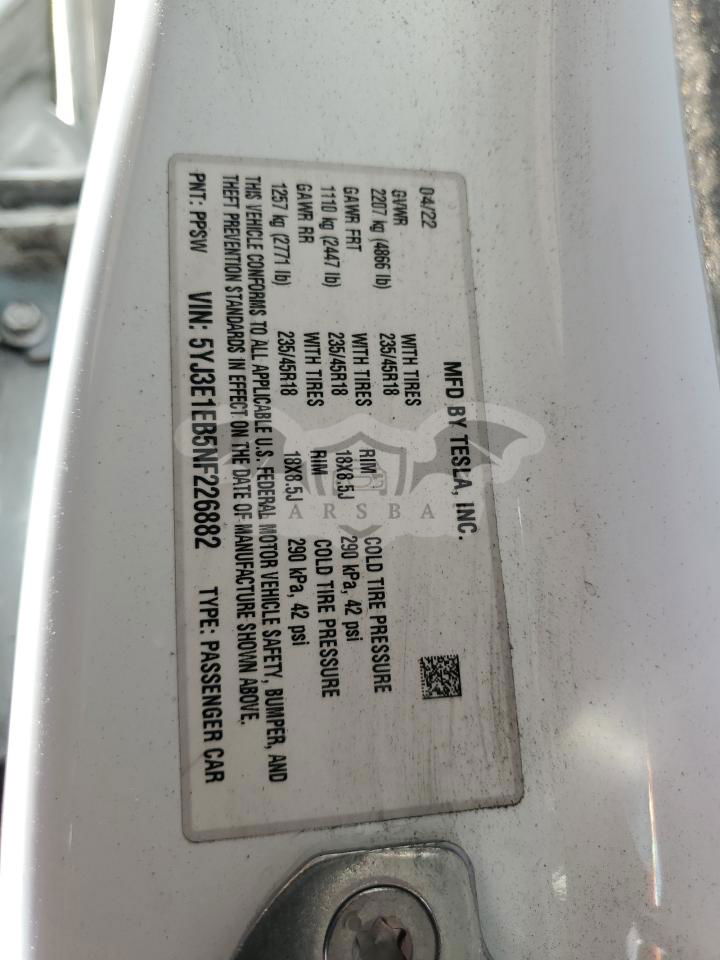 MFD BY TESLA, INC.
04/22
GVWR
2207 kg (4866 lb)
GAWR FRT WITH TIRES RIM COLD TIRE PRESSURE
1110 kg (2447 lb) 235/45R18 18X8.5J 290 kPa, 42 psi
GAWR RR WITH TIRES RIM COLD TIRE PRESSURE
1257 kg (2771 lb) 235/45R18 18X8.5J 290 kPa, 42 psi
THIS VEHICLE CONFORMS TO ALL APPLICABLE U.S. FEDERAL MOTOR VEHICLE SAFETY, BUMPER, AND
THEFT PREVENTION STANDARDS IN EFFECT ON THE DATE OF MANUFACTURE SHOWN ABOVE.
PNT: PPSW VIN: 5YJ3E1EB5NF226882 TYPE: PASSENGER CAR